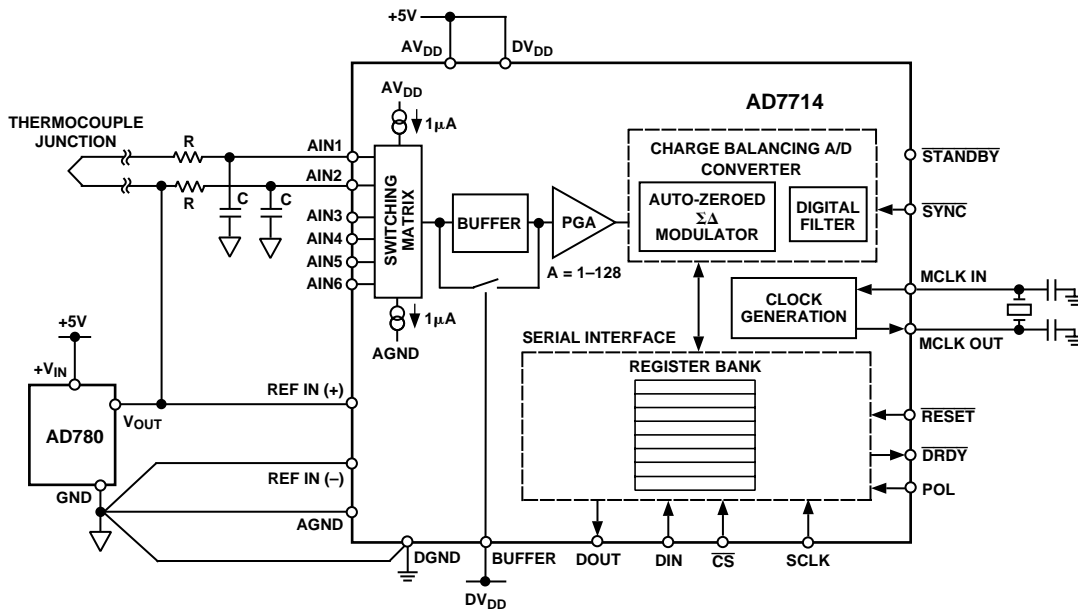 +5V
AVDD
DVDD
AD7714
AVDD
1µA
THERMOCOUPLE
JUNCTION
R
R
C
C
AIN1
AIN2
AIN3
AIN4
AIN5
AIN6
SWITCHING
MATRIX
BUFFER
PGA
A = 1–128
1µA
AGND
CHARGE BALANCING A/D
CONVERTER
AUTO-ZEROED
ΣΔ
MODULATOR
DIGITAL
FILTER
STANDBY
SYNC
CLOCK
GENERATION
MCLK IN
MCLK OUT
SERIAL INTERFACE
REGISTER BANK
RESET
DRDY
POL
+5V
+VIN
AD780
VOUT
GND
REF IN (+)
REF IN (–)
AGND
DGND
BUFFER
DVDD
DOUT
DIN
CS
SCLK